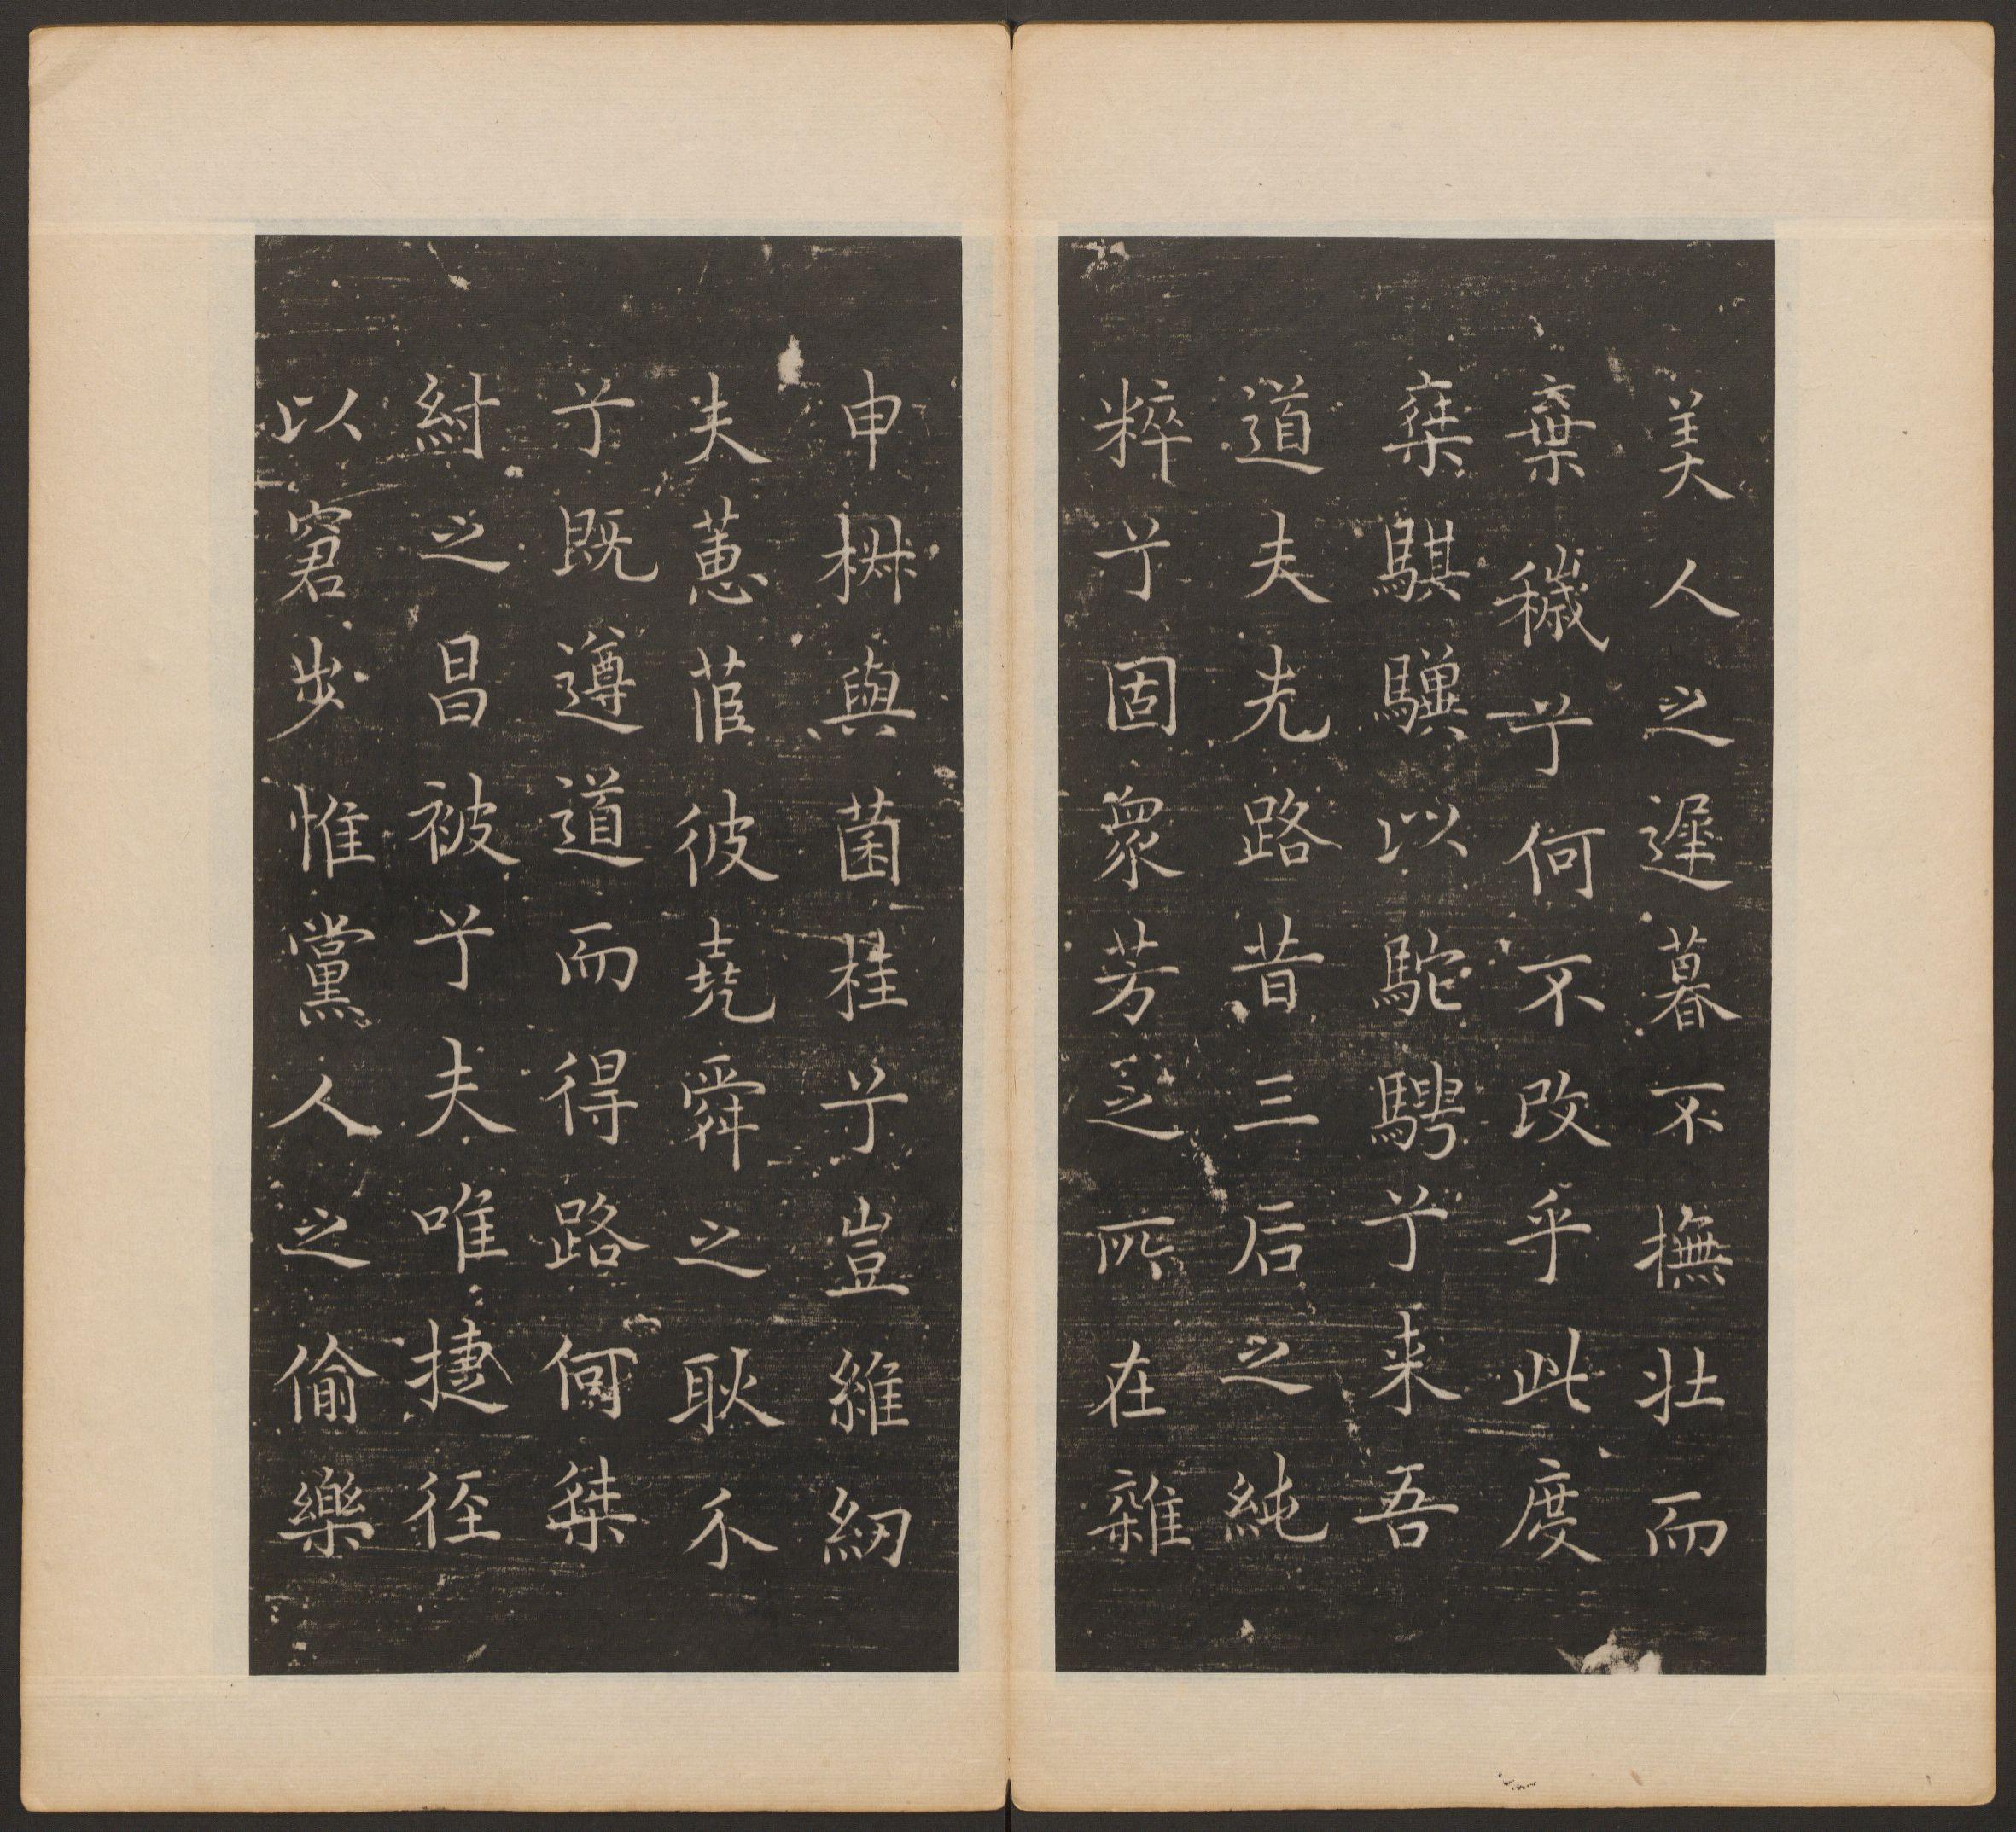 美人之遲暮不撫壯而
棄穢兮何不改乎此度
椉騏驥以駝騁兮来吾
道夫先路昔三后之純
粹兮固衆芳之所在雜
申椒與菌桂兮豈維紉
夫蕙茝彼堯舜之耿介
兮既遵道而得路何桀
紂之昌被兮夫唯捷徑
以窘步惟黨人之偷樂